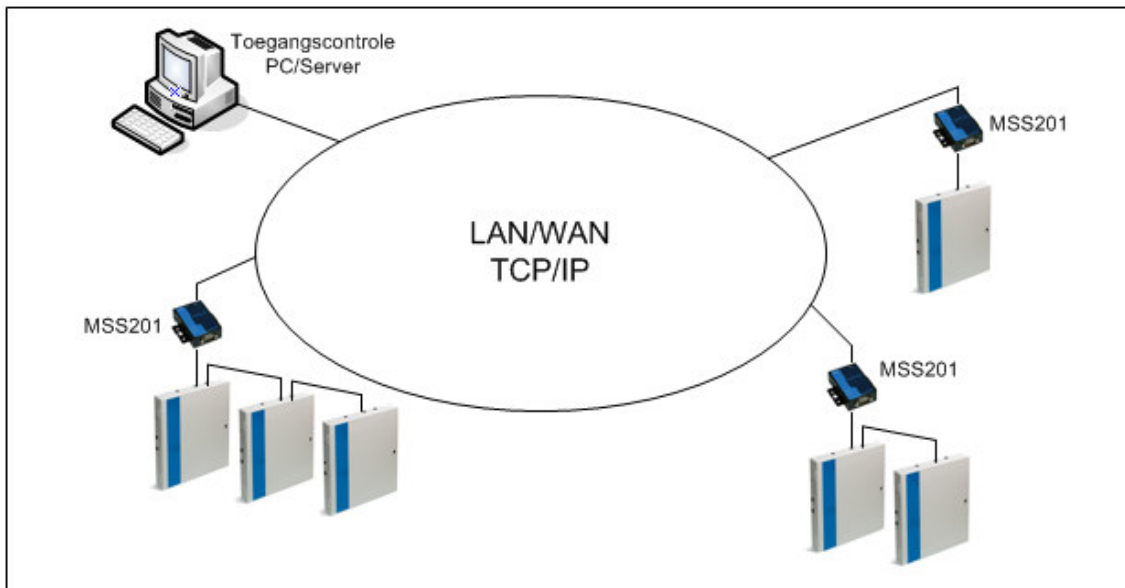 Toegangscontrole
PC/Server
MSS201
LAN/WAN
TCP/IP
MSS201
MSS201